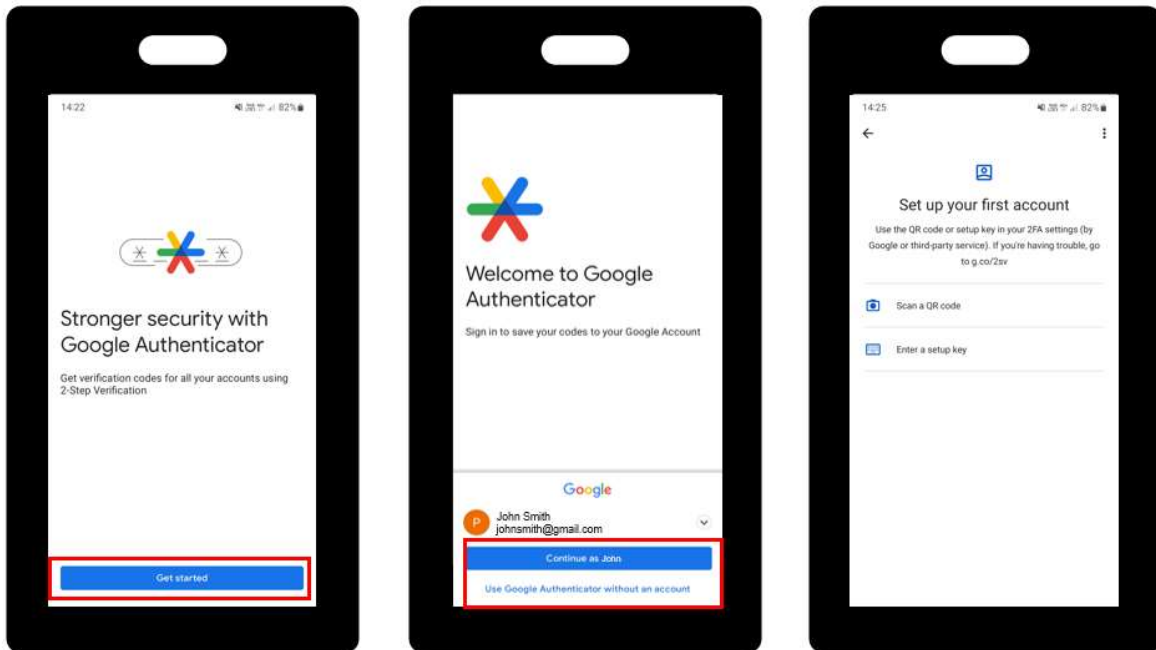 14:22
82%
Stronger security with
Google Authenticator
Get verification codes for all your accounts using
2-Step Verification
Get started
Welcome to Google
Authenticator
Sign in to save your codes to your Google Account
Google
P
John Smith
johnsmith@gmail.com
Continue as John
Use Google Authenticator without an account
14:25
82%
Set up your first account
Use the QR code or setup key in your 2FA settings (by
Google or third-party service). If you're having trouble, go
to g.co/2sv
Scan a QR code
Enter a setup key